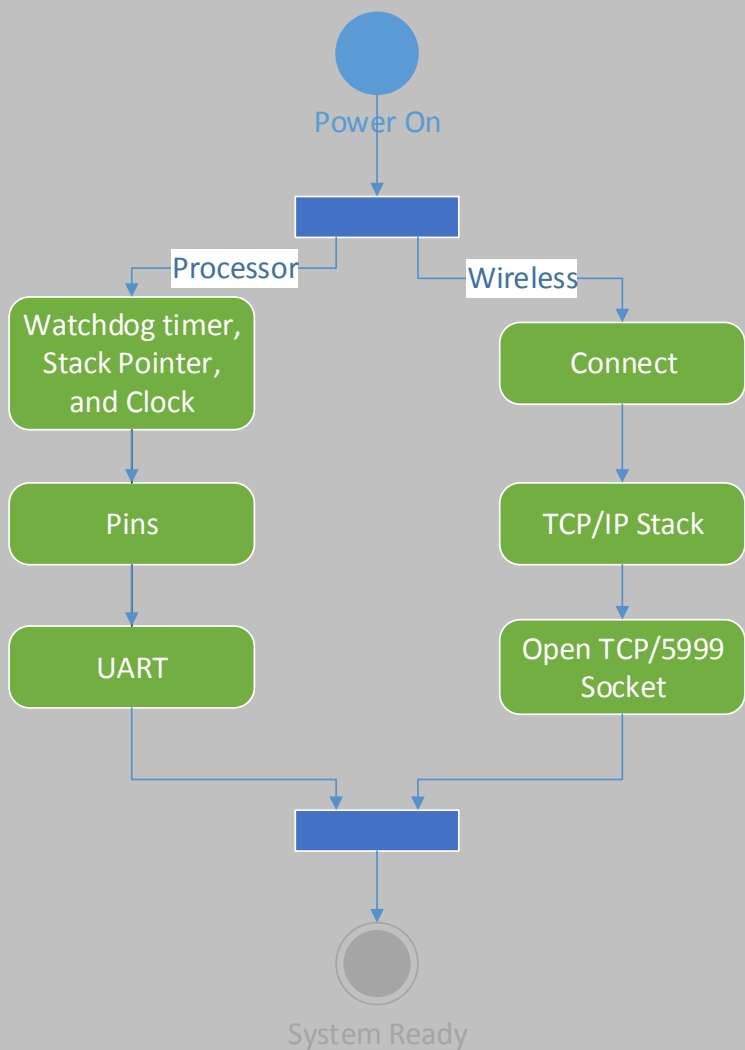 Power On
Processor
Wireless
Watchdog timer,
Stack Pointer,
and Clock
Connect
Pins
TCP/IP Stack
UART
Open TCP/5999
Socket
System Ready